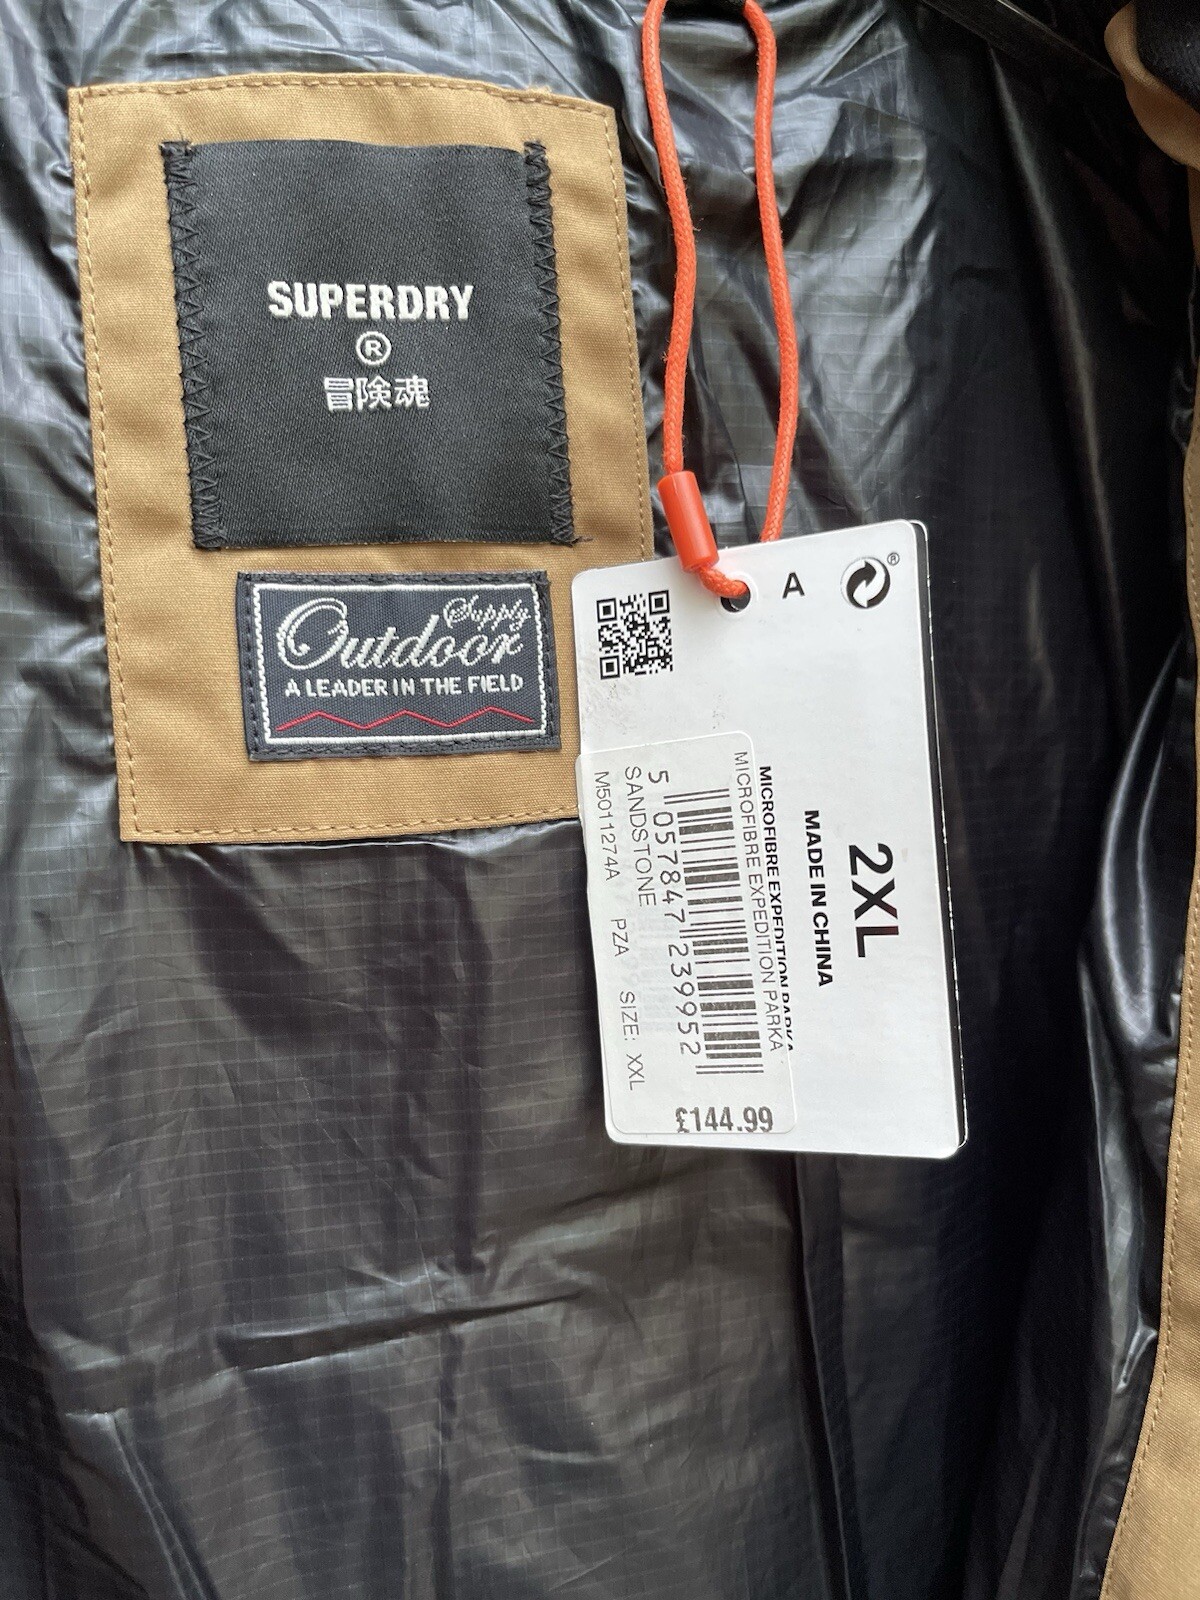 SUPERDRY
®
冒険魂
Supply
Outdoor
A LEADER IN THE FIELD
A
®
2XL
MADE IN CHINA
MICROFIBRE EXPEDITION PARKA
MICROFIBRE EXPEDITION PARKA
5 057847 239952
SANDSTONE
M5011274A PZA SIZE: XXL
£144.99